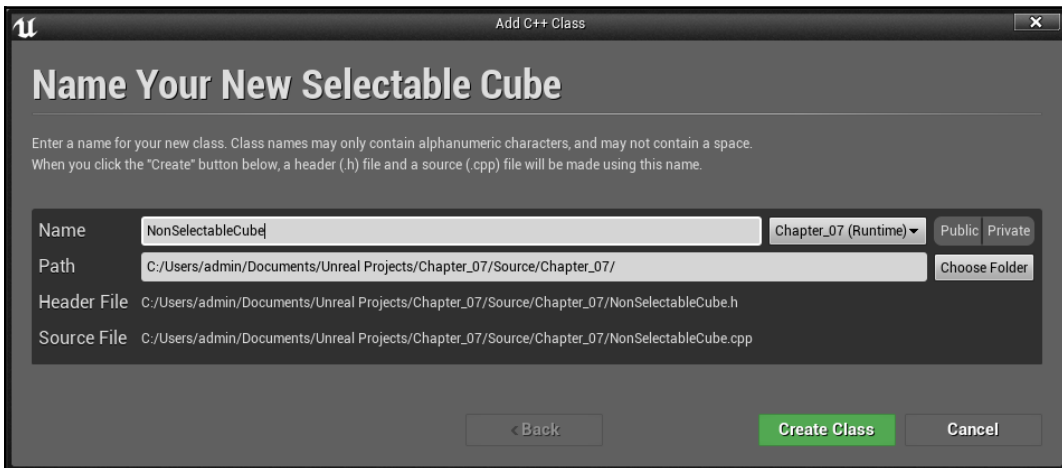 Add C++ Class
Name Your New Selectable Cube
Enter a name for your new class. Class names may only contain alphanumeric characters, and may not contain a space.
When you click the "Create" button below, a header (.h) file and a source (.cpp) file will be made using this name.
Name NonSelectableCube Chapter_07 (Runtime) Public Private
Path C:/Users/admin/Documents/Unreal Projects/Chapter_07/Source/Chapter_07/ Choose Folder
Header File C:/Users/admin/Documents/Unreal Projects/Chapter_07/Source/Chapter_07/NonSelectableCube.h
Source File C:/Users/admin/Documents/Unreal Projects/Chapter_07/Source/Chapter_07/NonSelectableCube.cpp
< Back Create Class Cancel